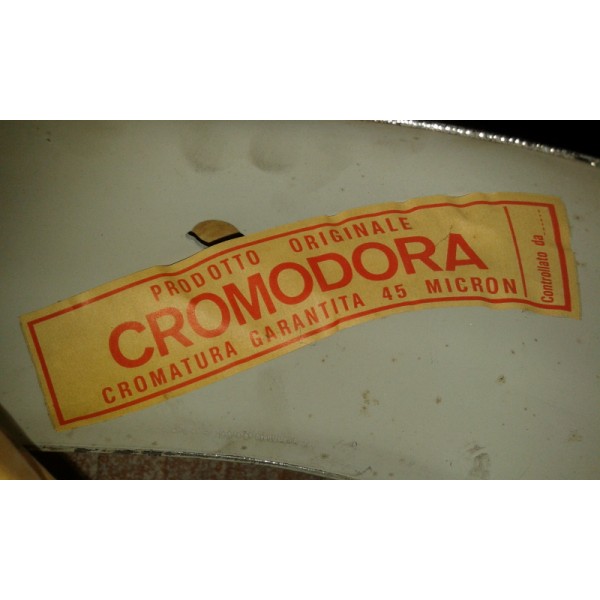 PRODOTTO ORIGINALE
CROMODORA
CROMATURA GARANTITA 45 MICRON
Controllato da.....